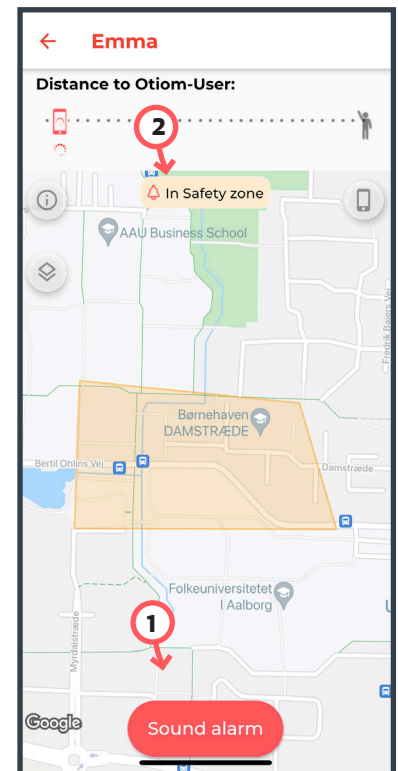 Emma
Distance to Otiom-User:
2
In Safety zone
AAU Business School
Fredrik Bajers Vej
Børnehaven
DAMSTRÆDE
Bertil Ohlins Vej
Damstræde
Folkeuniversitetet
I Aalborg
1
Myrdalstræde
Google
Sound alarm